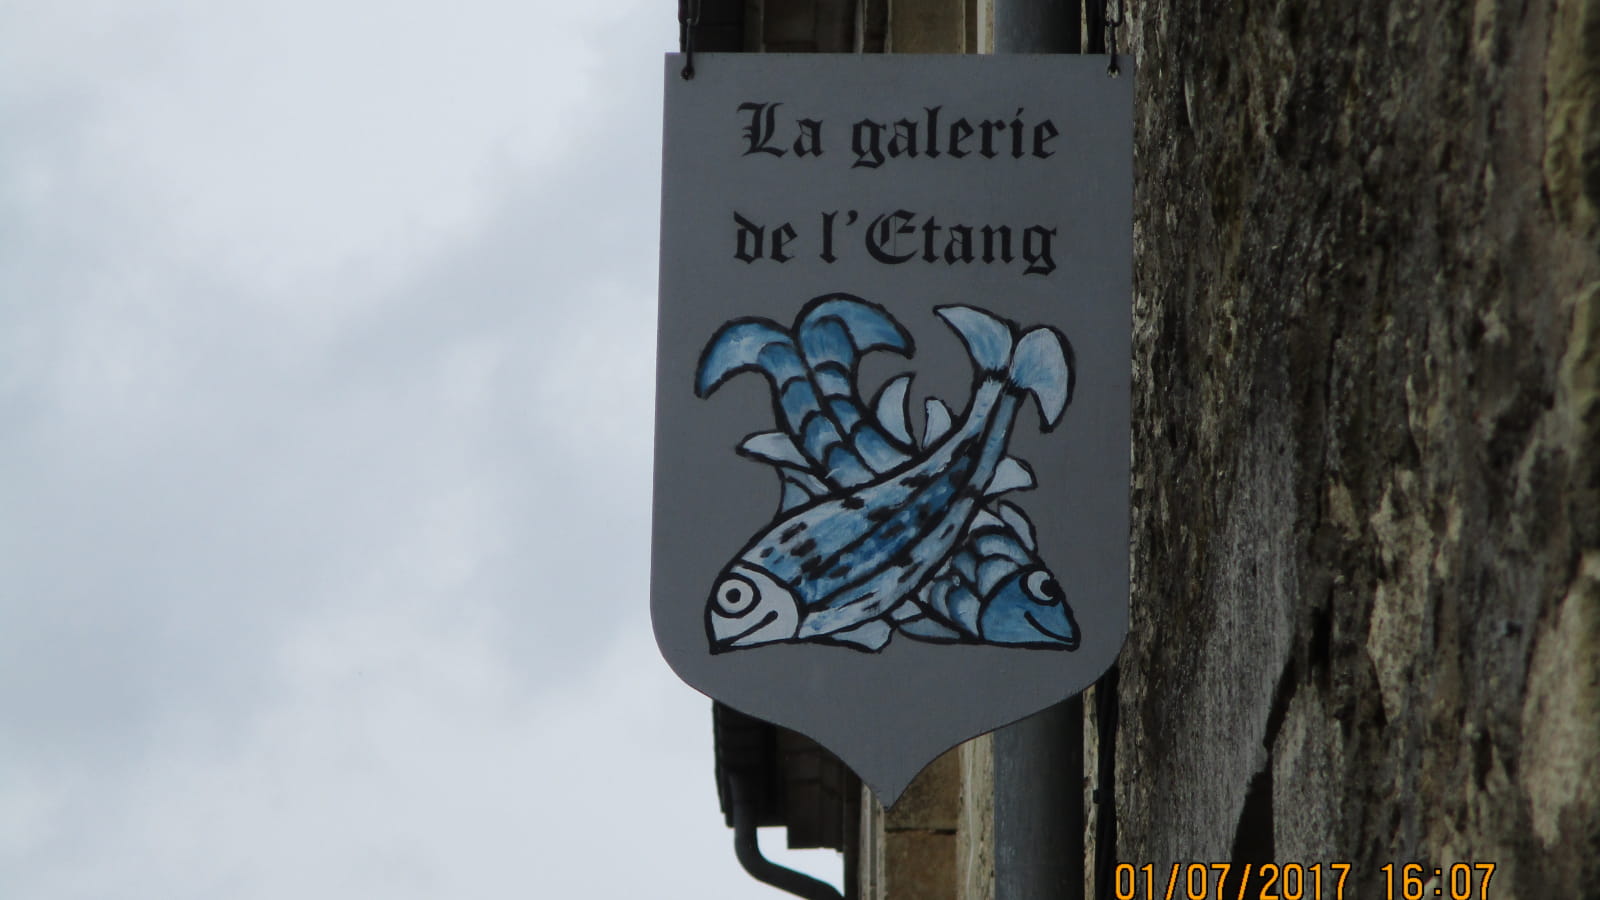 La galerie
de l'Etang
01/07/2017 16:07